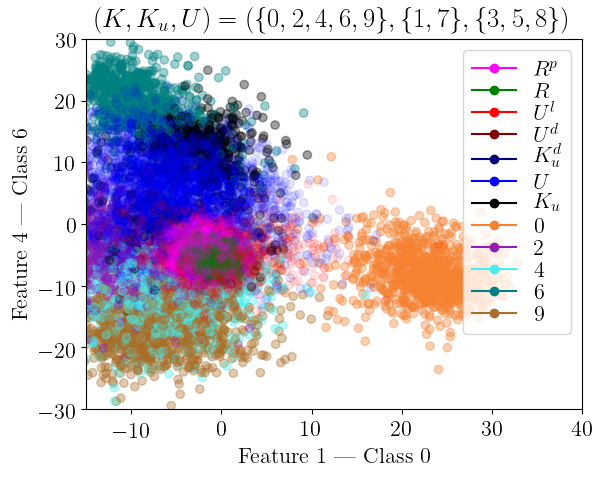 (K, K_u, U) = ({0, 2, 4, 6, 9}, {1, 7}, {3, 5, 8})
30
20
10
0
−10
−20
−30
Feature 4 — Class 6
−10
0
10
20
30
40
Feature 1 — Class 0
R^p
R
U^l
U^d
K_u^d
U
K_u
0
2
4
6
9